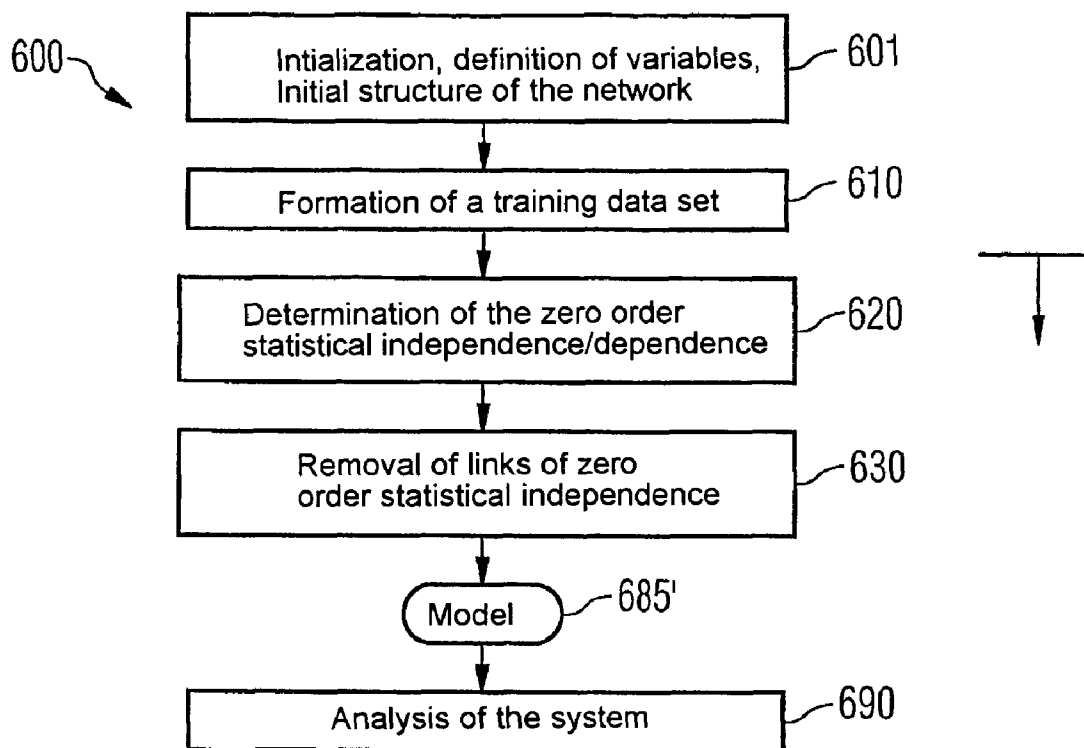 600
Intialization, definition of variables,
Initial structure of the network
601
Formation of a training data set
610
Determination of the zero order
statistical independence/dependence
620
Removal of links of zero
order statistical independence
630
Model
685'
Analysis of the system
690